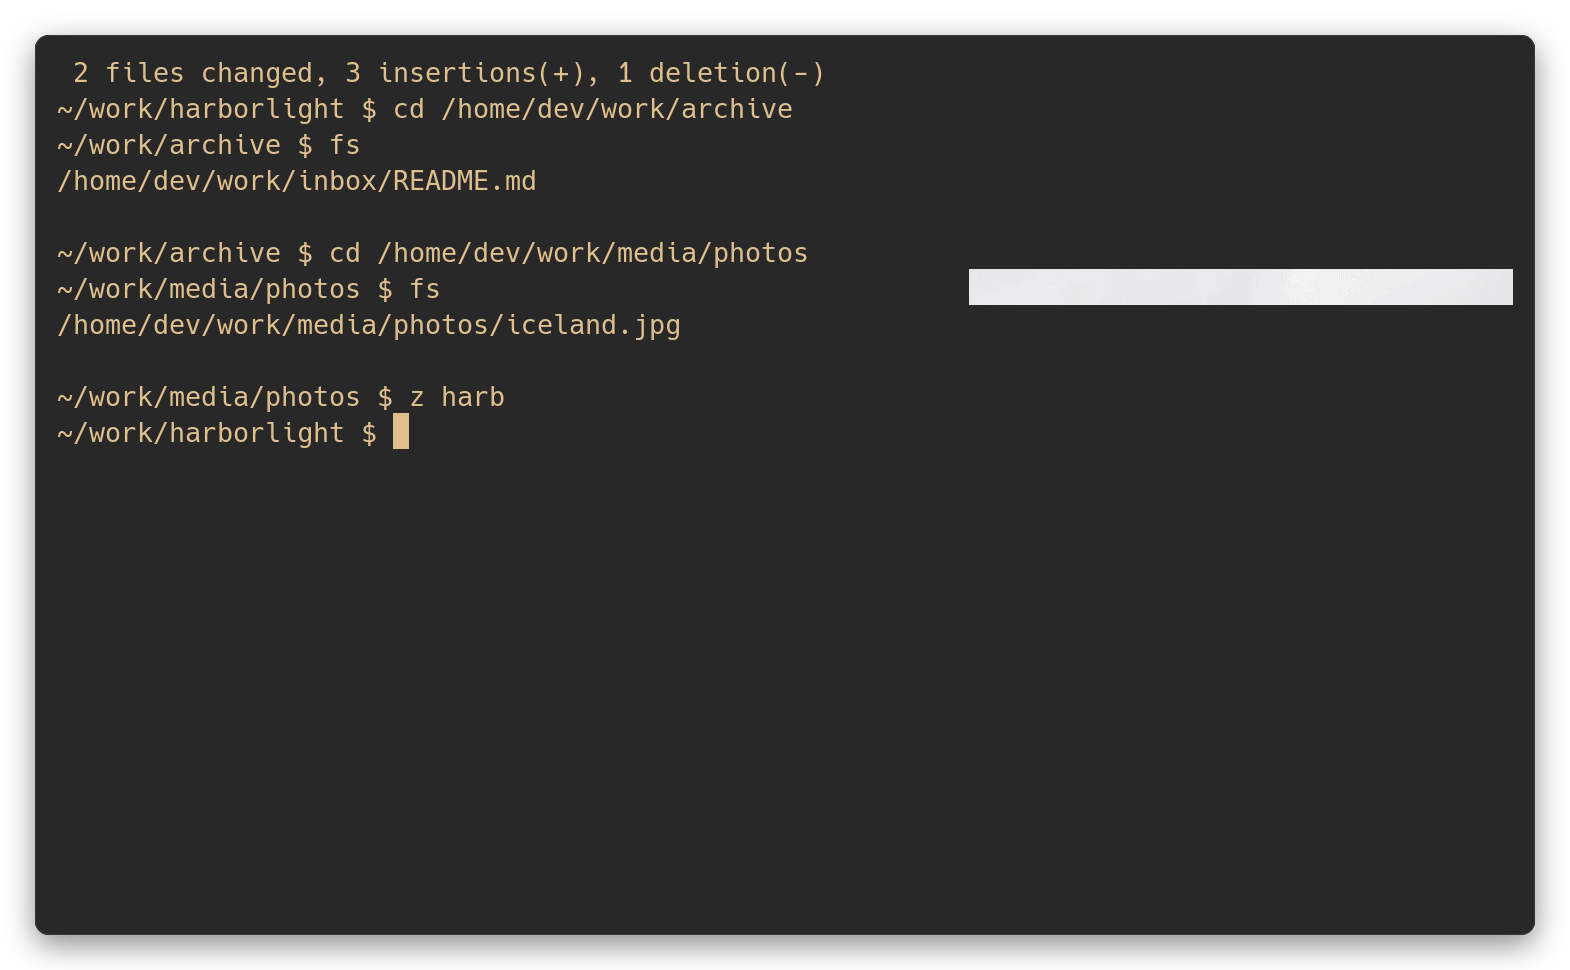 2 files changed, 3 insertions(+), 1 deletion(-)
~/work/harborlight $ cd /home/dev/work/archive
~/work/archive $ fs
/home/dev/work/inbox/README.md
~/work/archive $ cd /home/dev/work/media/photos
~/work/media/photos $ fs
/home/dev/work/media/photos/iceland.jpg
~/work/media/photos $ z harb
~/work/harborlight $